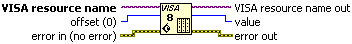 VISA resource name
VISA
VISA resource name out
offset (0)
8
value
error in (no error)
error out